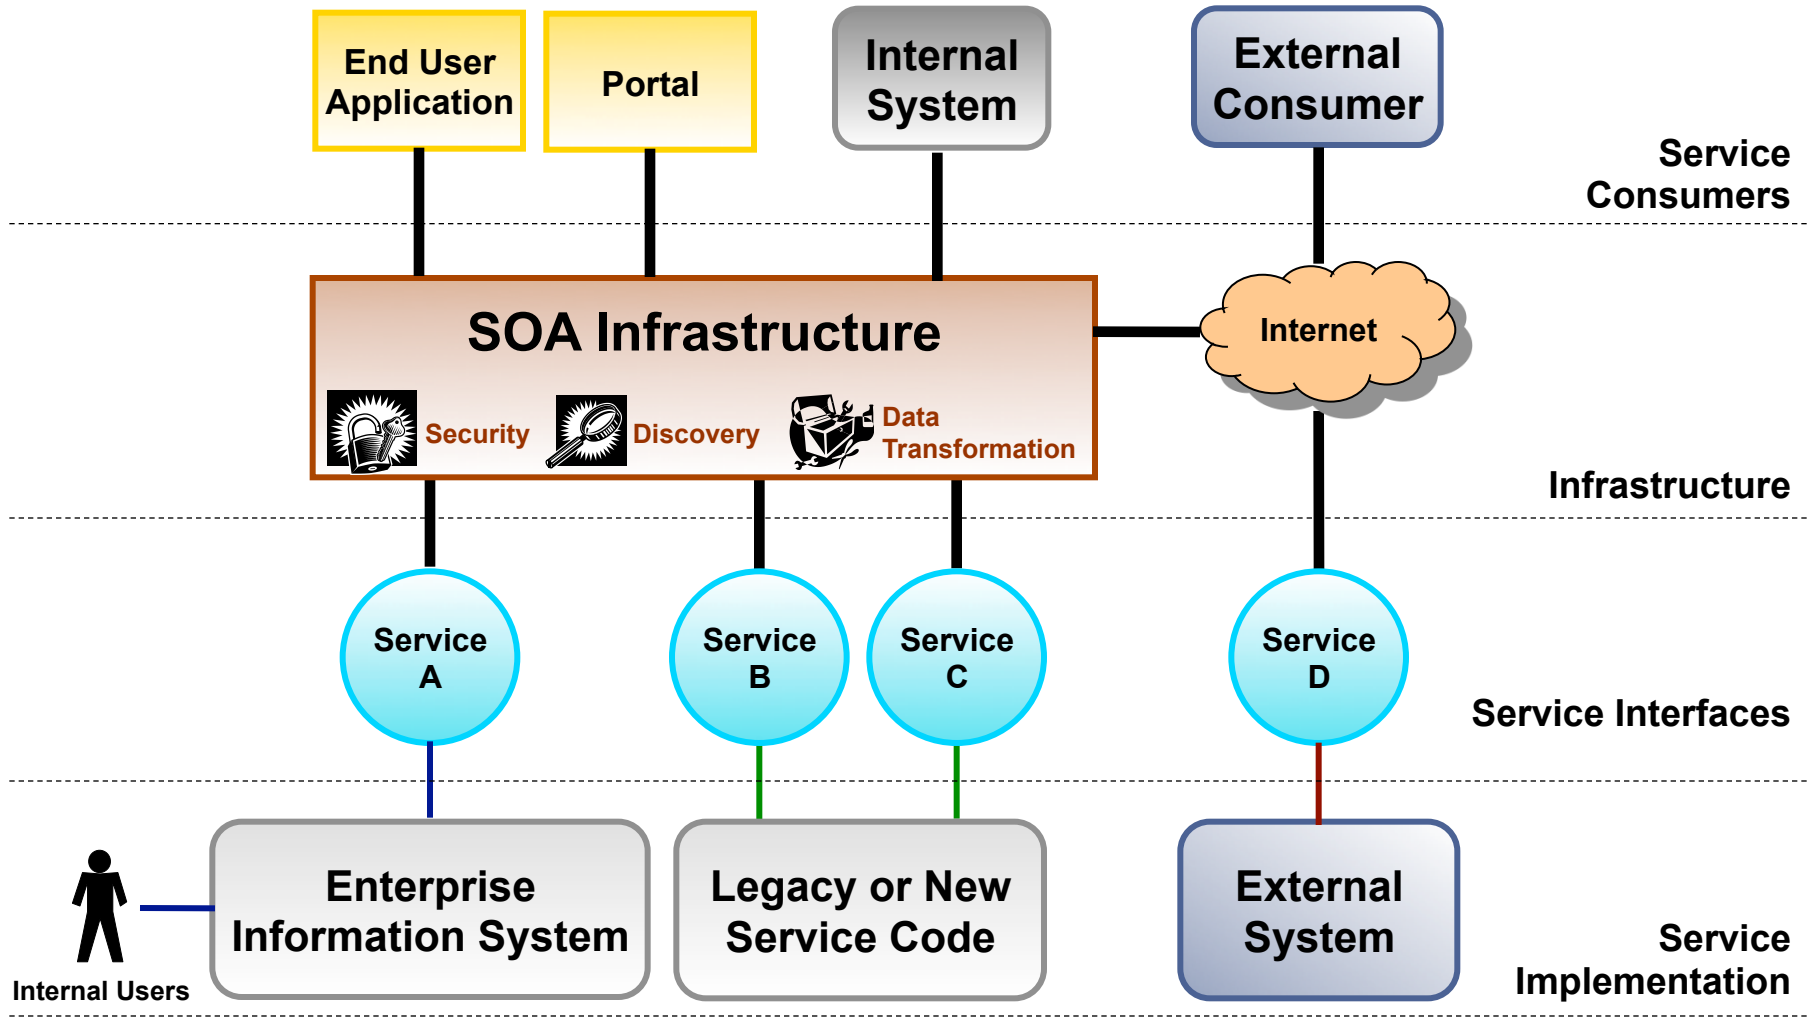 End User
Application
Portal
Internal
System
External
Consumer
Service
Consumers
SOA Infrastructure
Internet
Security
Discovery
Data
Transformation
Infrastructure
Service
A
Service
B
Service
C
Service
D
Service Interfaces
Enterprise
Information System
Legacy or New
Service Code
External
System
Internal Users
Service
Implementation